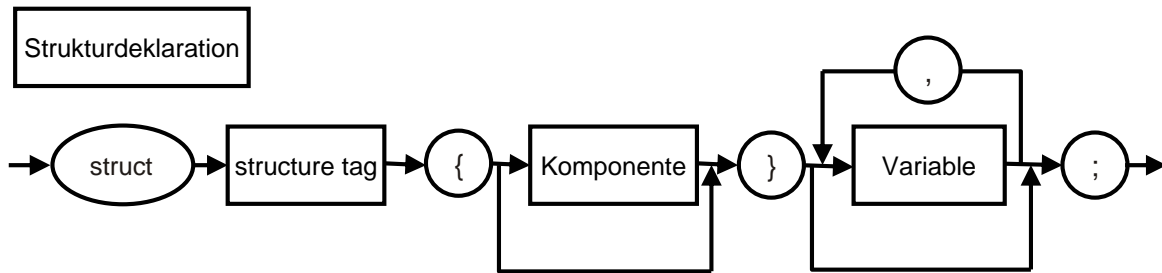 Strukturdeklaration
,
struct
structure tag
{
Komponente
}
Variable
;